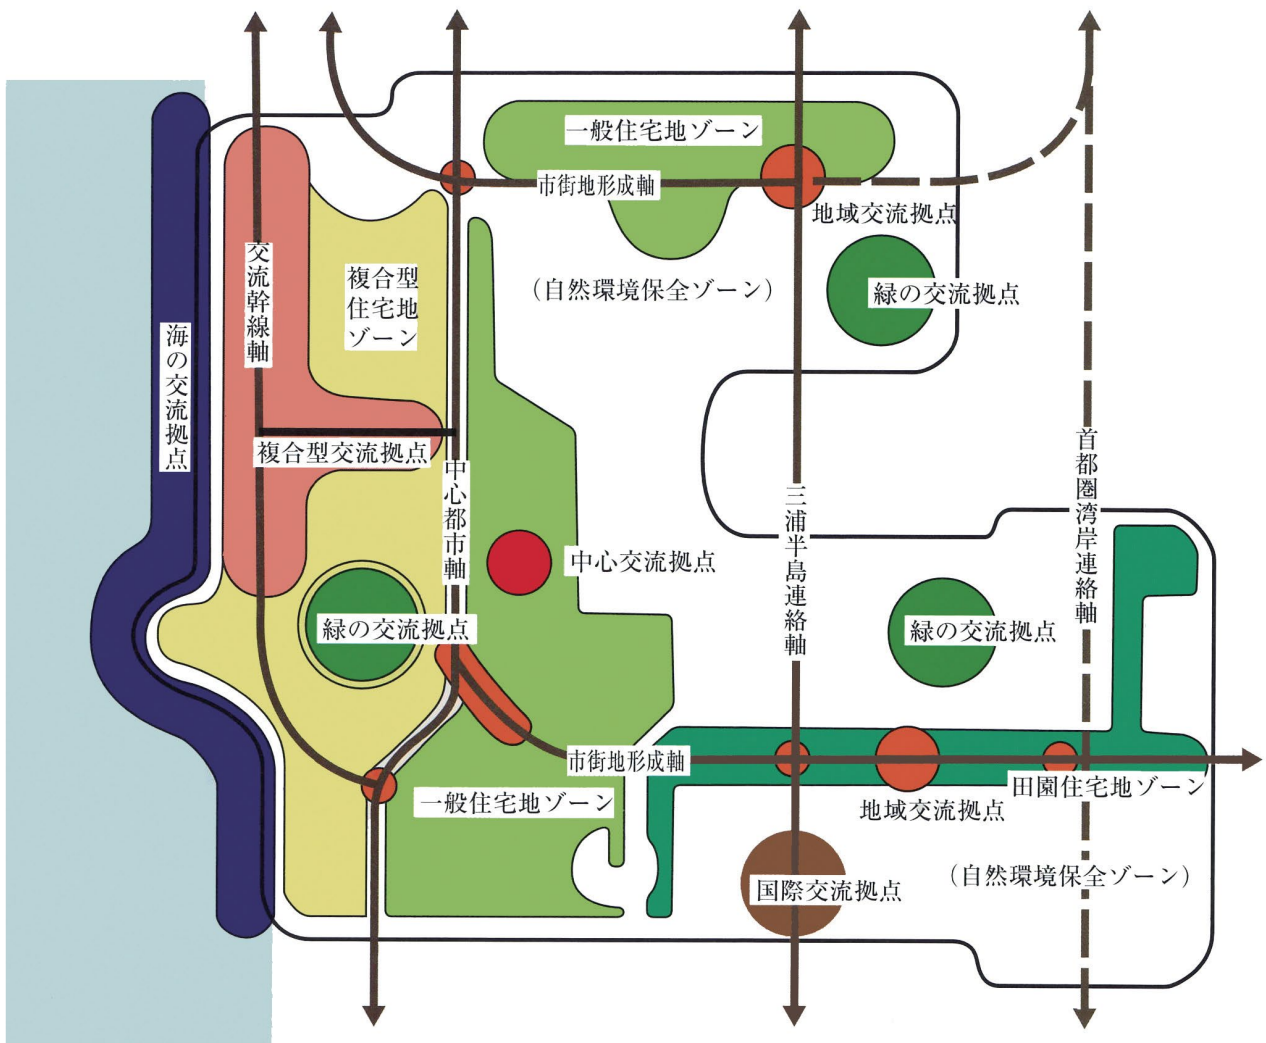 一般住宅地ゾーン
市街地形成軸
地域交流拠点
交流幹線軸
複合型
住宅地
ゾーン
(自然環境保全ゾーン)
緑の交流拠点
海の交流拠点
複合型交流拠点
中心都市軸
首都圏湾岸連絡軸
三浦半島連絡軸
中心交流拠点
緑の交流拠点
緑の交流拠点
市街地形成軸
一般住宅地ゾーン
地域交流拠点
田園住宅地ゾーン
国際交流拠点
(自然環境保全ゾーン)